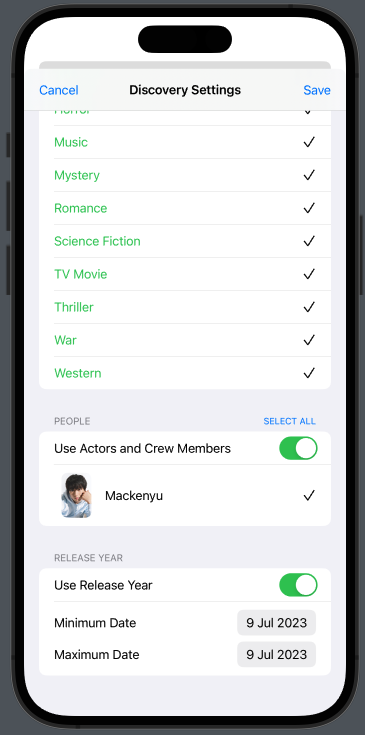 Cancel Discovery Settings Save
Music
Mystery
Romance
Science Fiction
TV Movie
Thriller
War
Western
PEOPLE SELECT ALL
Use Actors and Crew Members
Mackenyu
RELEASE YEAR
Use Release Year
Minimum Date 9 Jul 2023
Maximum Date 9 Jul 2023